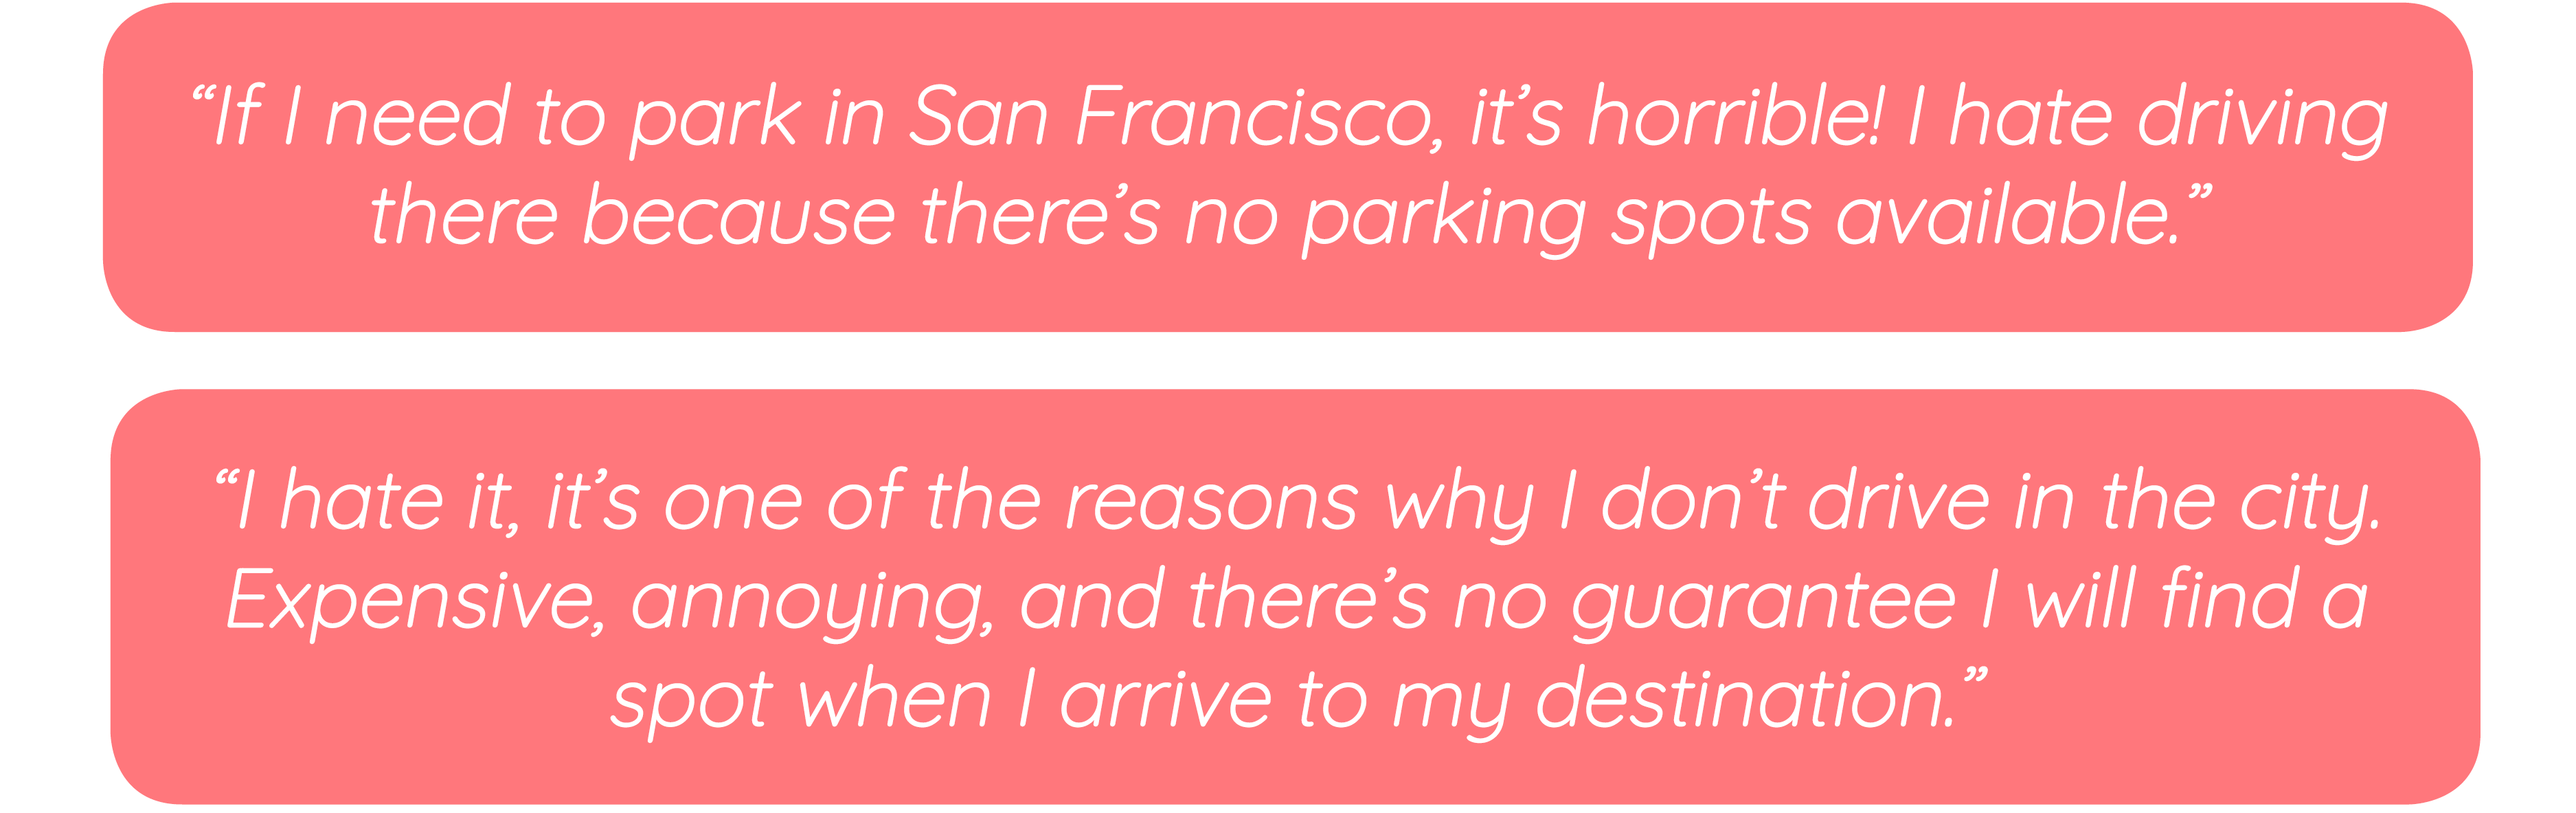 “If I need to park in San Francisco, it’s horrible! I hate driving
there because there’s no parking spots available.”
“I hate it, it’s one of the reasons why I don’t drive in the city.
Expensive, annoying, and there’s no guarantee I will find a
spot when I arrive to my destination.”